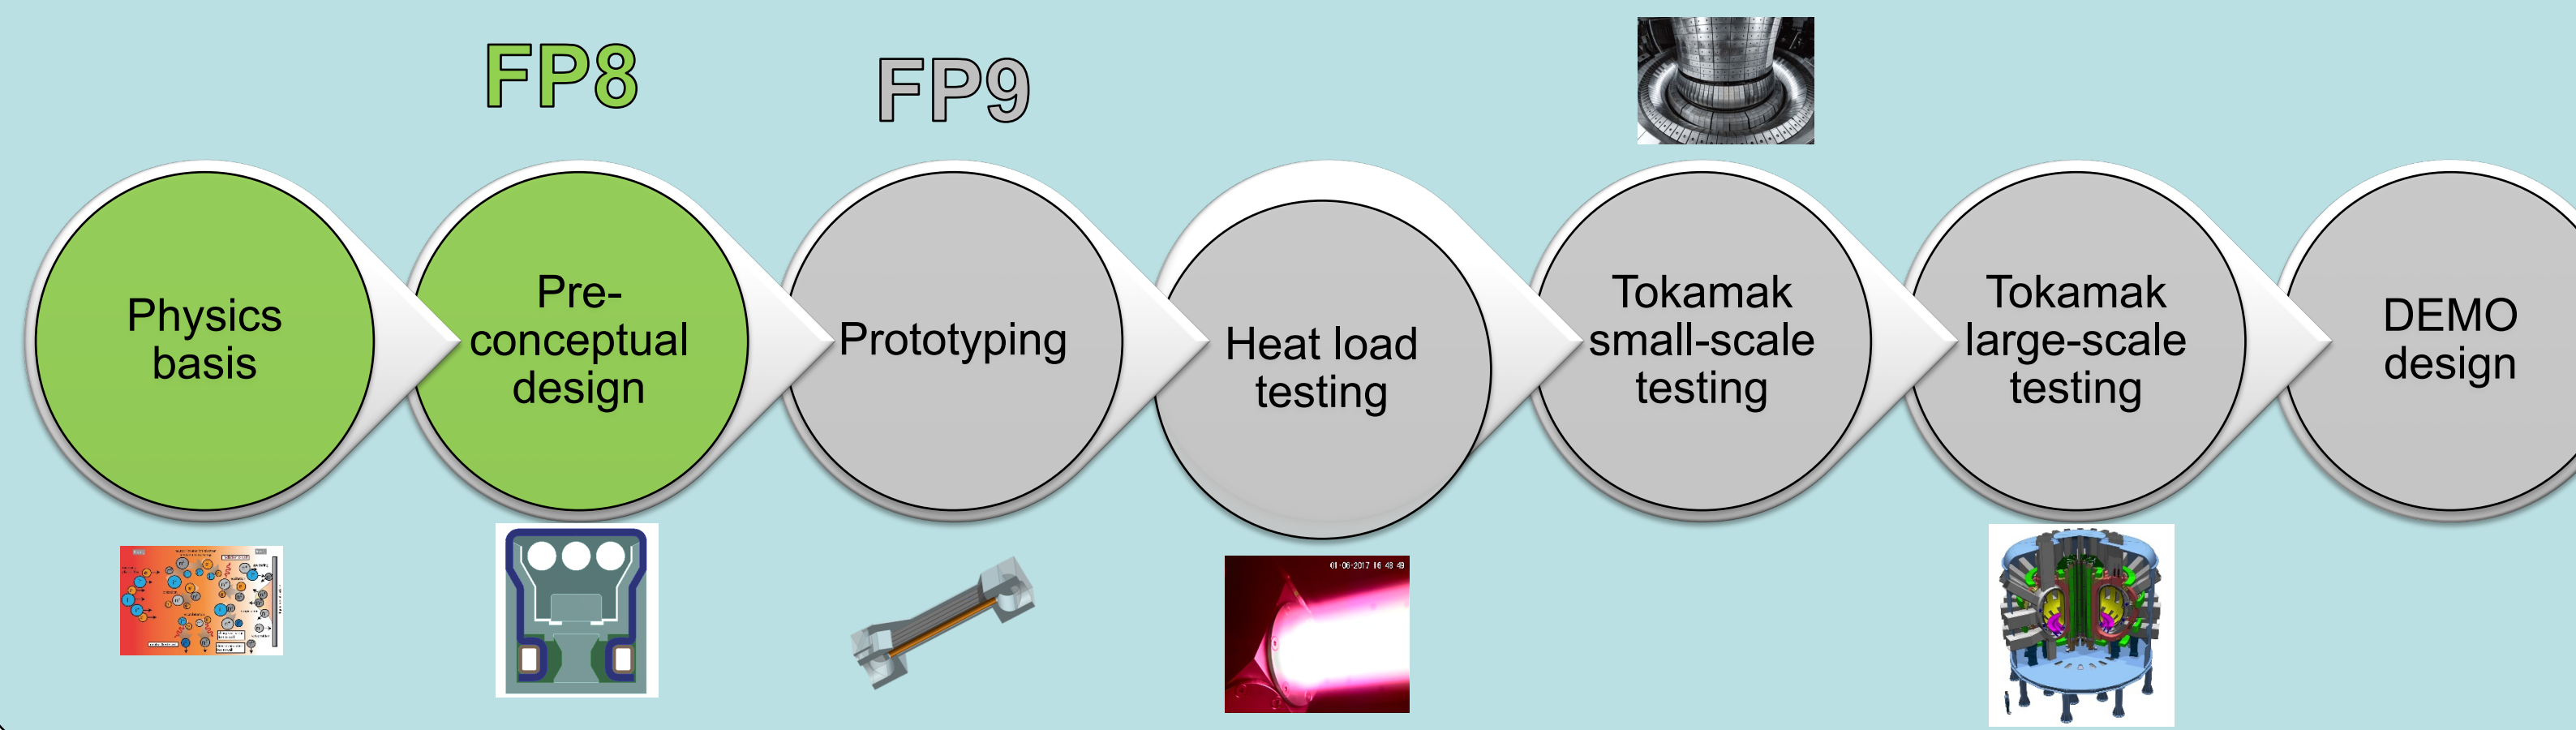 FP8
FP9
Physics
basis
Pre-
conceptual
design
Prototyping
Heat load
testing
Tokamak
small-scale
testing
Tokamak
large-scale
testing
DEMO
design
01-06-2017 16 48 49